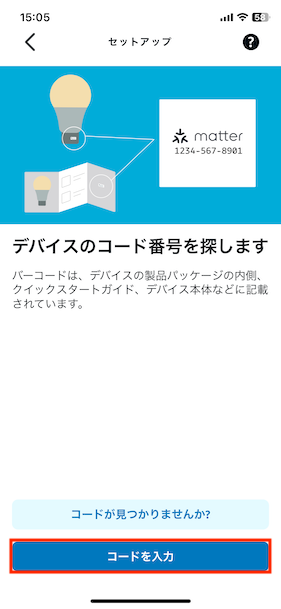 15:05
58
セットアップ
?
matter
1234-567-8901
デバイスのコード番号を探します
バーコードは、デバイスの製品パッケージの内側、
クイックスタートガイド、デバイス本体などに記載
されています。
コードが見つかりませんか?
コードを入力